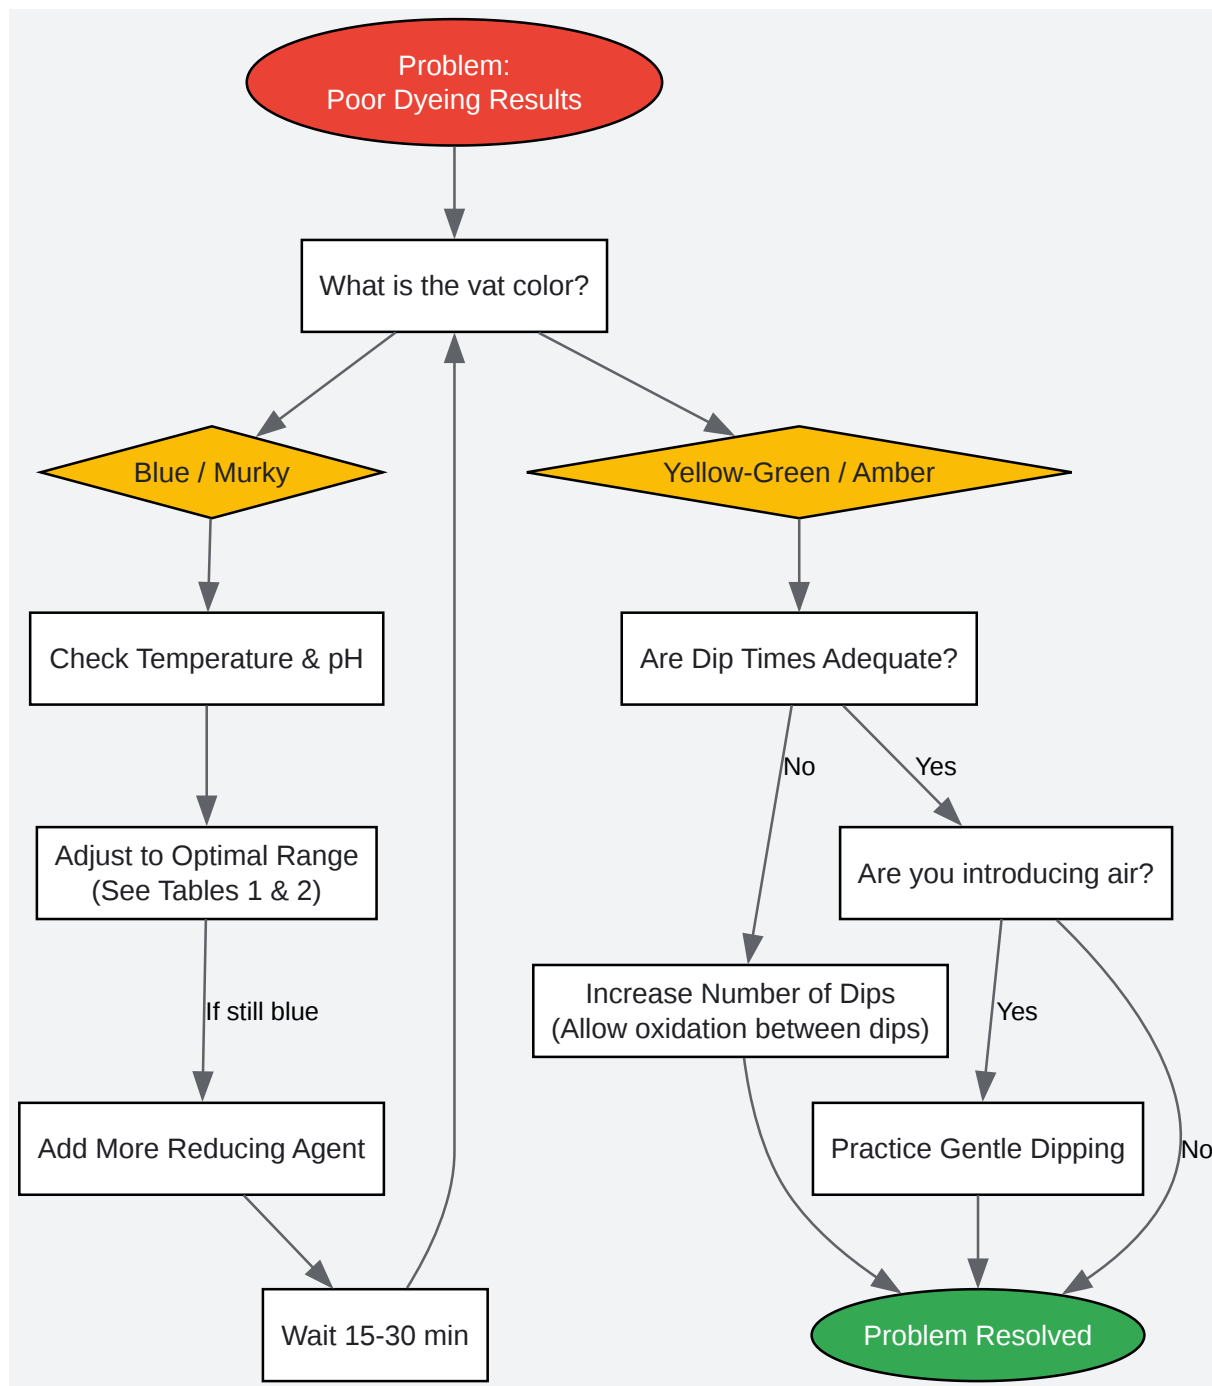 Problem:
Poor Dyeing Results
What is the vat color?
Blue / Murky
Yellow-Green / Amber
Check Temperature & pH
Are Dip Times Adequate?
No
Yes
Adjust to Optimal Range
(See Tables 1 & 2)
Are you introducing air?
If still blue
Increase Number of Dips
(Allow oxidation between dips)
Yes
Add More Reducing Agent
Practice Gentle Dipping
No
Wait 15-30 min
Problem Resolved